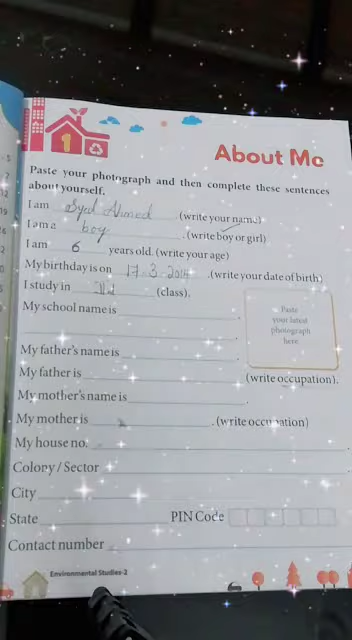 1
About Me
Paste your photograph and then complete these sentences
about yourself.
I am Syed Ahmed (write your name)
I am a boy . (write boy or girl)
I am 6 years old. (write your age)
My birthday is on 17.3.2014 .(write your date of birth)
I study in (class).
My school name is .
.
My father's name is .
My father is (write occupation).
My mother's name is .
My mother is . (write occupation)
My house no. .
Colony / Sector
City
State PIN Code
Contact number
Paste
your latest
photograph
here
Environmental Studies-2